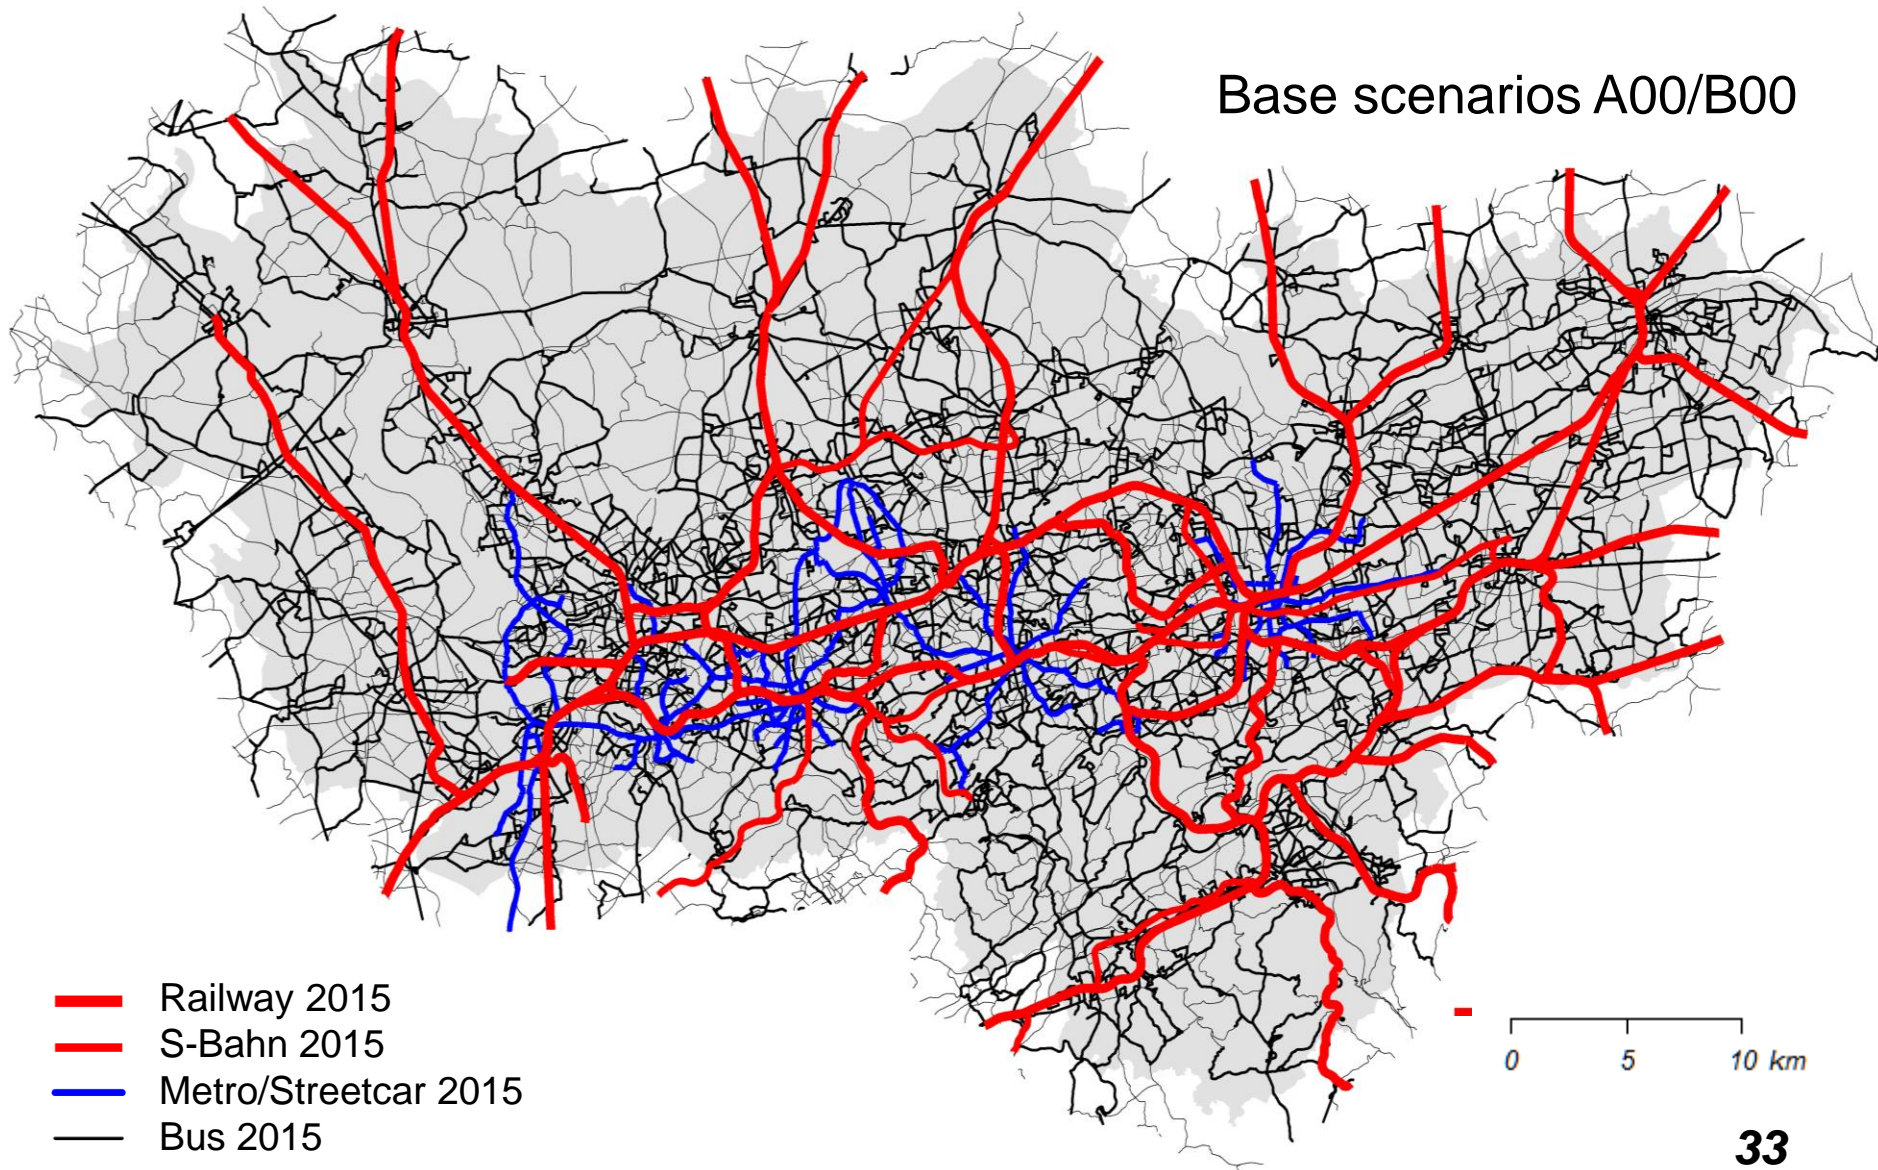 Base scenarios A00/B00
Railway 2015
S-Bahn 2015
Metro/Streetcar 2015
Bus 2015
0 5 10 km
33